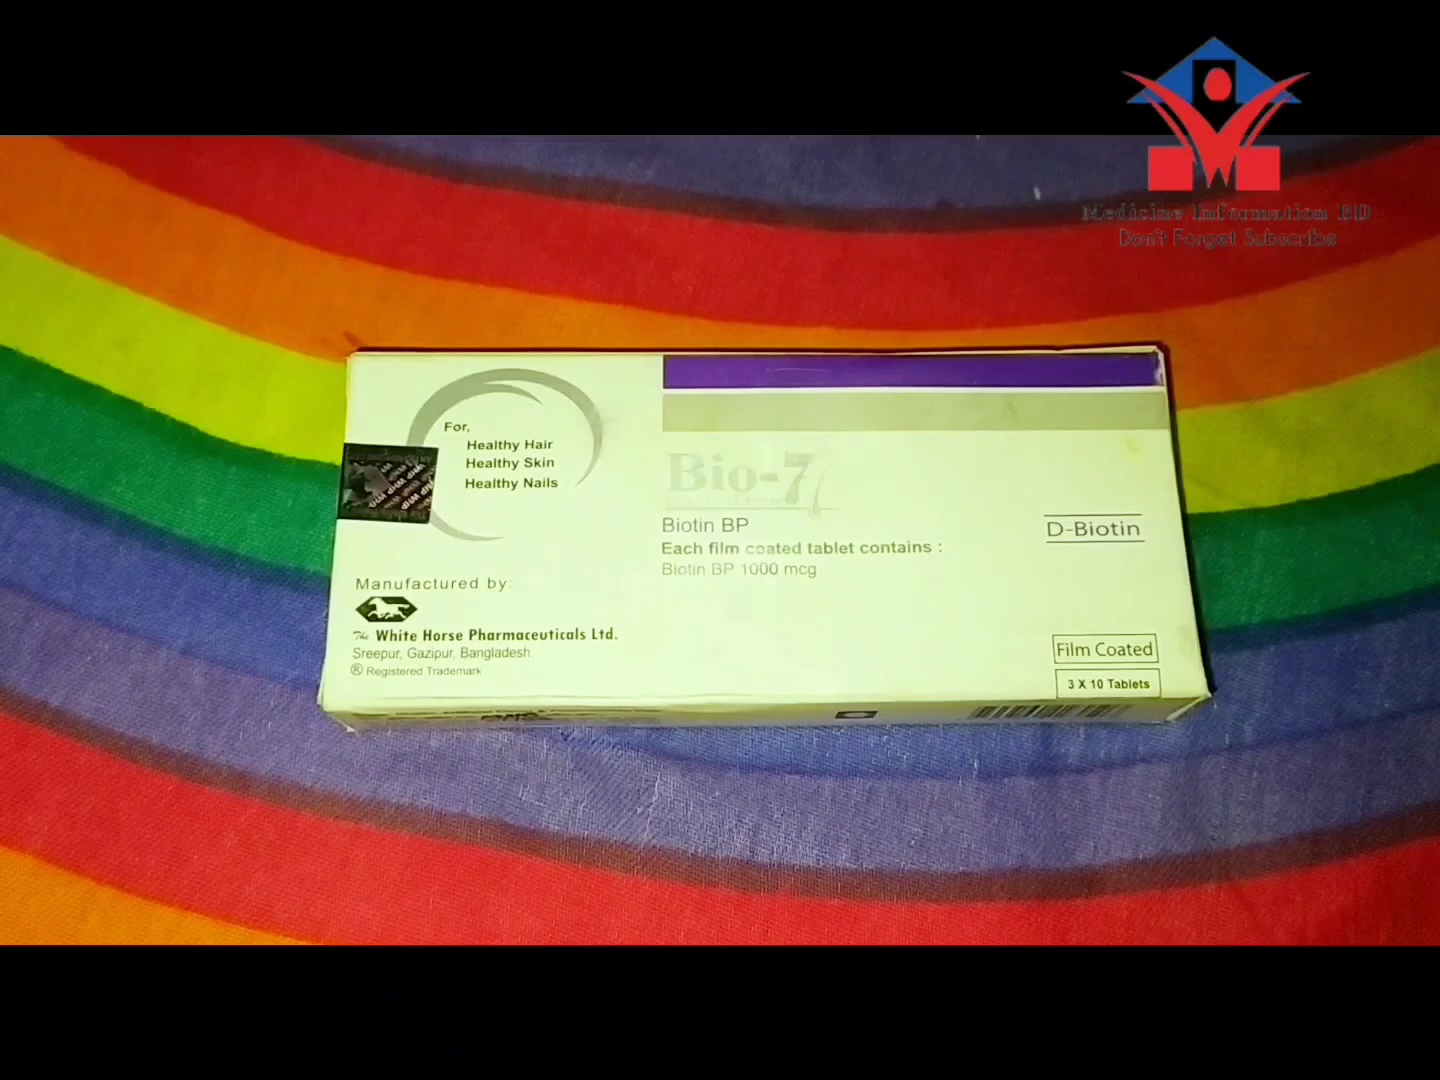 Medicine Information BD
Don't Forget Subscribe
For,
Healthy Hair
Healthy Skin
Healthy Nails
Bio-7
Biotin BP
Each film coated tablet contains :
Biotin BP 1000 mcg
D-Biotin
Manufactured by:
The White Horse Pharmaceuticals Ltd.
Sreepur, Gazipur, Bangladesh.
® Registered Trademark
Film Coated
3 X 10 Tablets